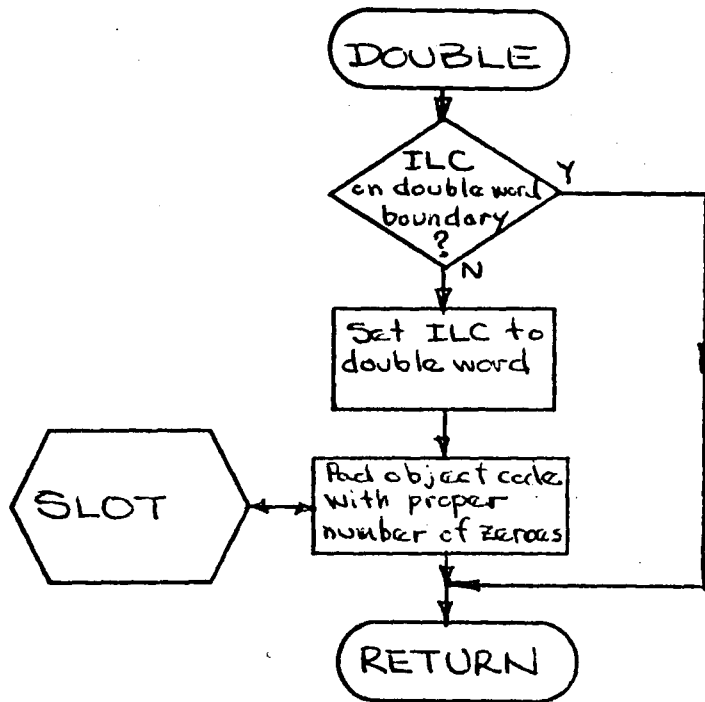 DOUBLE
ILC
on double word
boundary
?
Y
N
Set ILC to
double word
Pad object code
with proper
number of zeroes
SLOT
RETURN